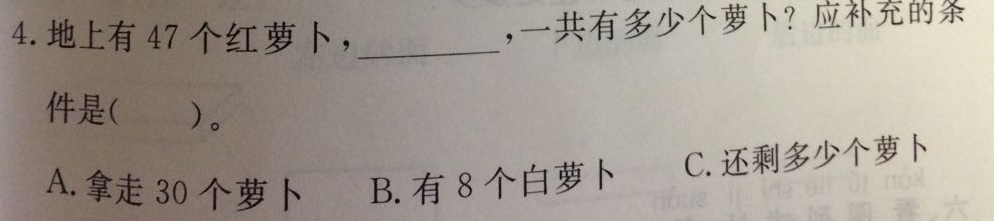 4. 地上有 47 个红萝卜，________，一共有多少个萝卜？应补充的条
件是(　　)。
A. 拿走 30 个萝卜　B. 有 8 个白萝卜　C. 还剩多少个萝卜